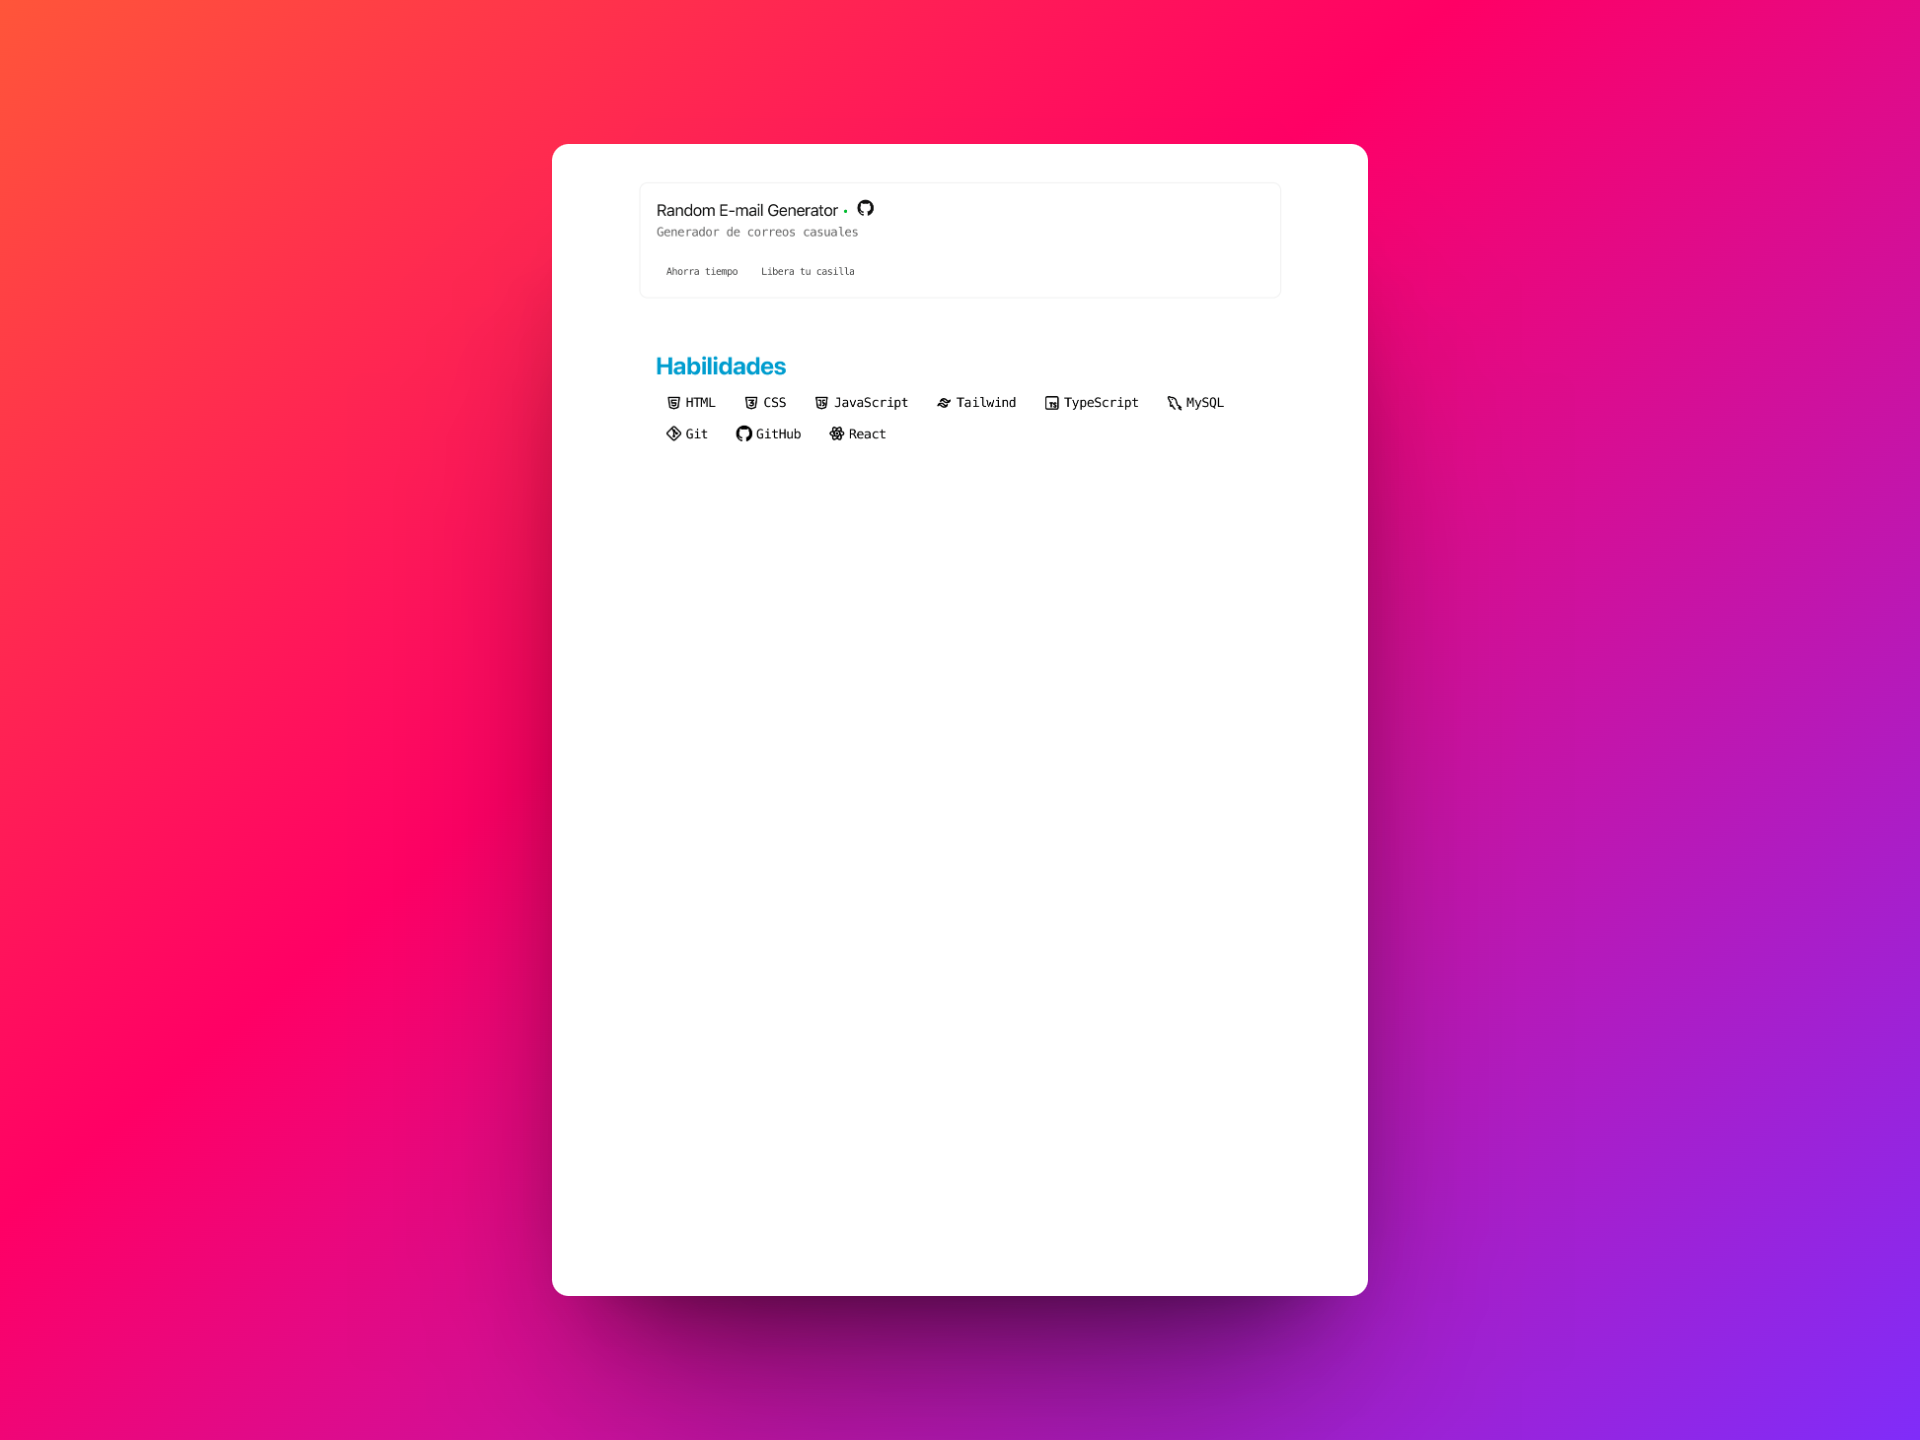 Random E-mail Generator
Generador de correos casuales
Ahorra tiempo Libera tu casilla
Habilidades
HTML CSS JavaScript Tailwind TypeScript MySQL
Git GitHub React